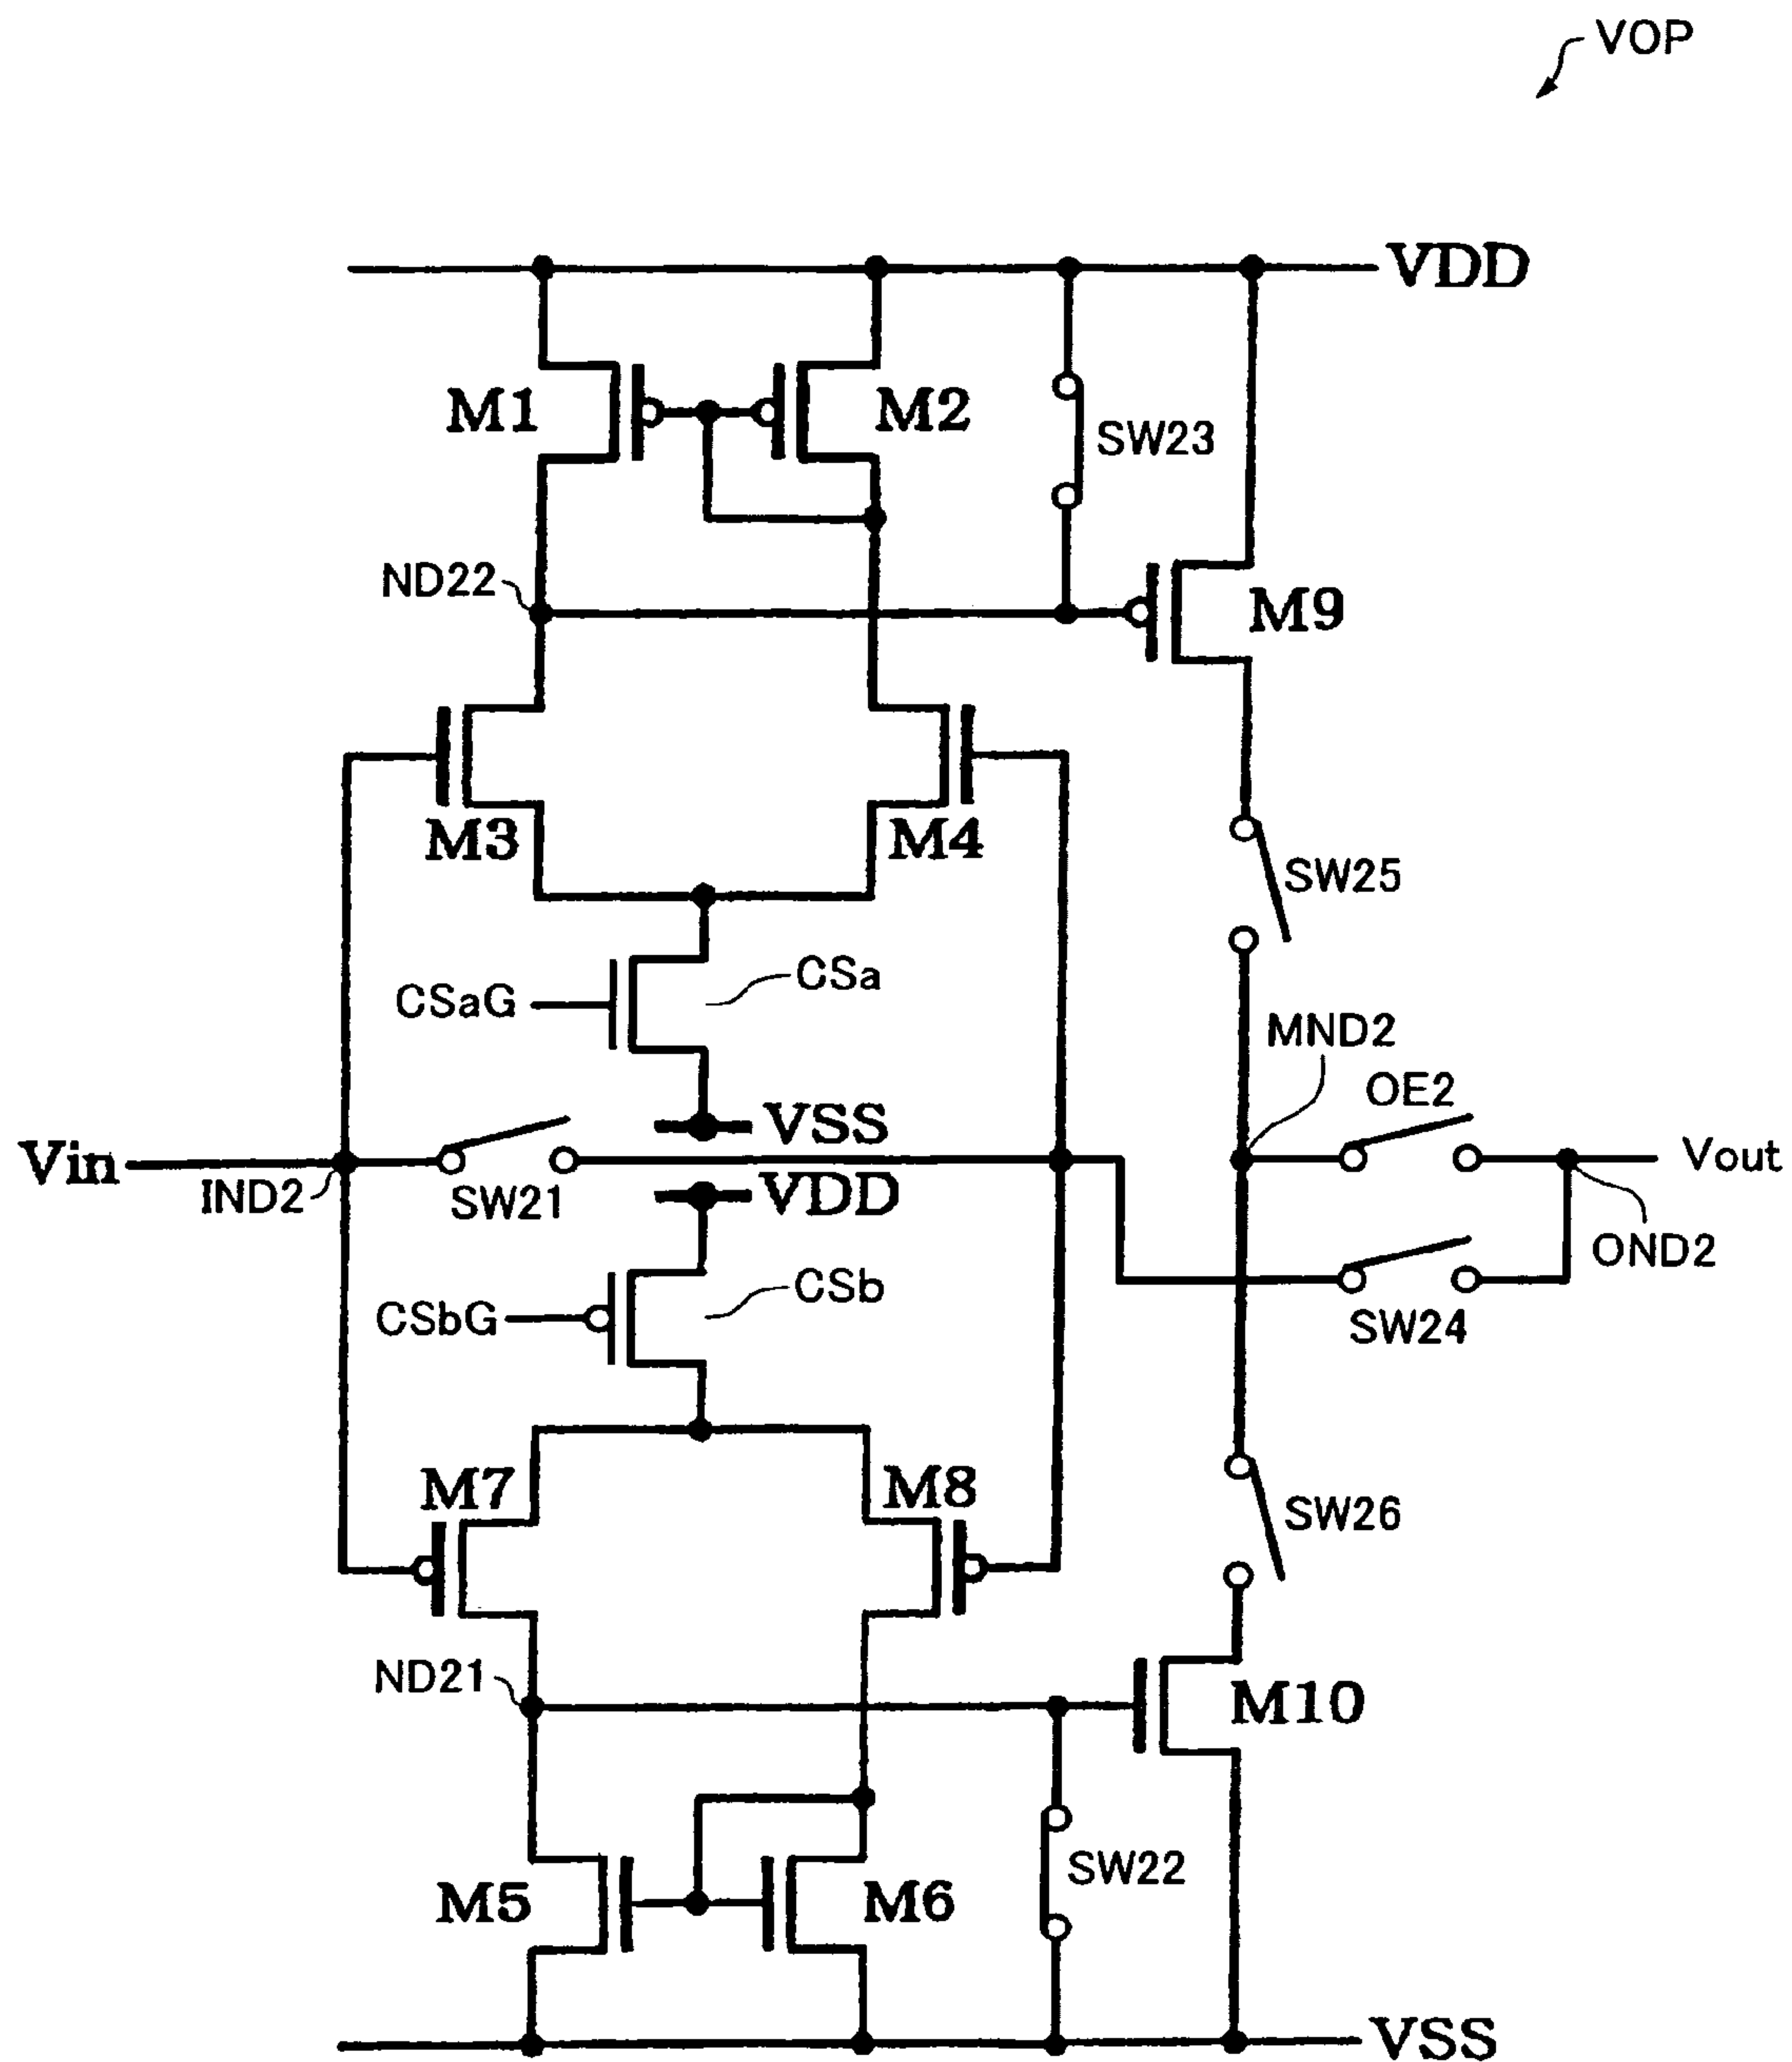 VOP
VDD
M1
M2
SW23
ND22
M9
M3
M4
SW25
CSaG
CSa
MND2
OE2
VSS
Vin
Vout
IND2
SW21
VDD
OND2
CSbG
CSb
SW24
M7
M8
SW26
ND21
M10
M5
M6
SW22
VSS